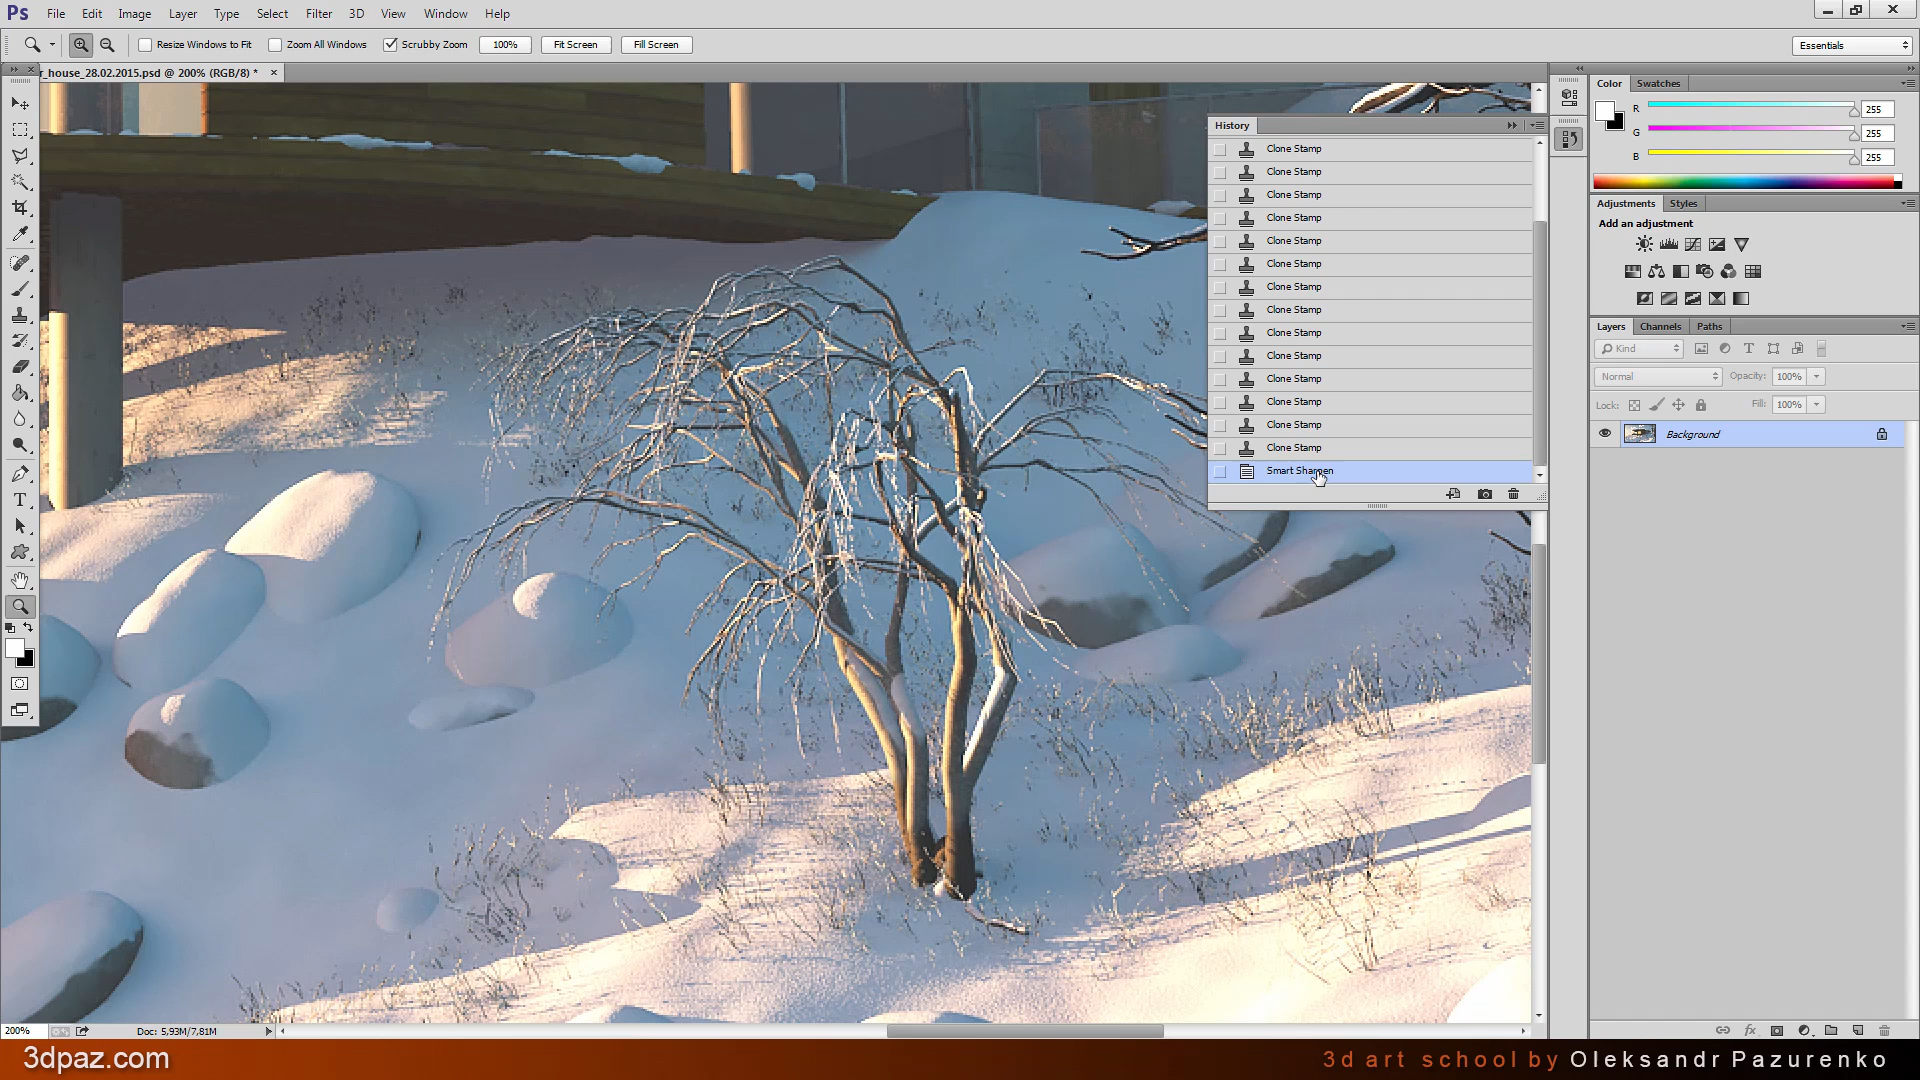 Ps File Edit Image Layer Type Select Filter 3D View Window Help
Resize Windows to Fit Zoom All Windows Scrubby Zoom 100% Fit Screen Fill Screen Essentials
r_house_28.02.2015.psd @ 200% (RGB/8) *
History
Clone Stamp
Clone Stamp
Clone Stamp
Clone Stamp
Clone Stamp
Clone Stamp
Clone Stamp
Clone Stamp
Clone Stamp
Clone Stamp
Clone Stamp
Clone Stamp
Clone Stamp
Clone Stamp
Smart Sharpen
Color Swatches
R 255
G 255
B 255
Adjustments Styles
Add an adjustment
Layers Channels Paths
Kind
Normal Opacity: 100%
Lock: Fill: 100%
Background
200% Doc: 5,93M/7,81M
3dpaz.com
3d art school by Oleksandr Pazurenko